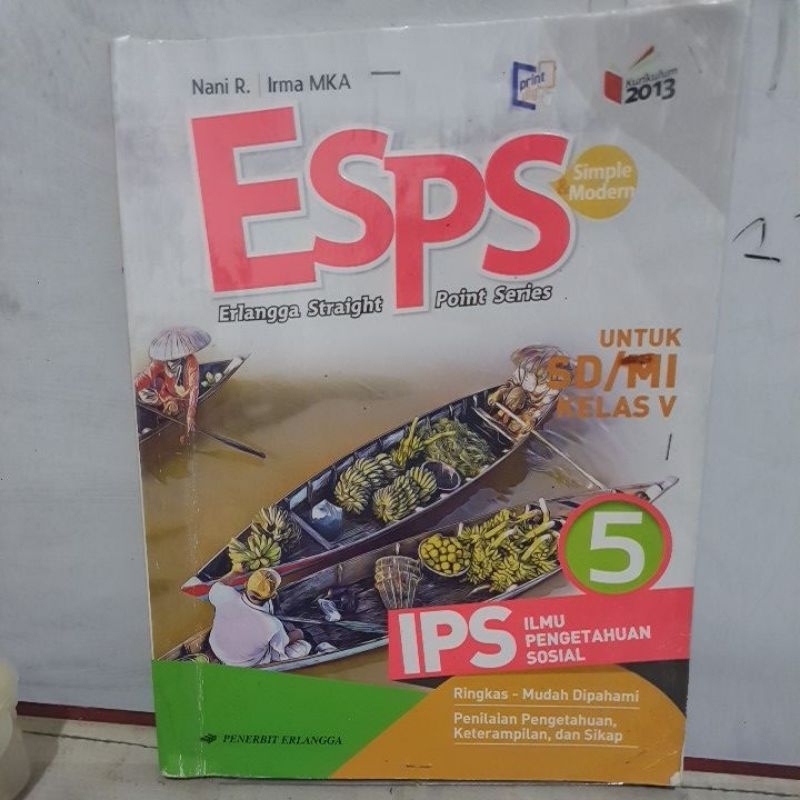 Nani R. | Irma MKA
print
Kurikulum
2013
ESPS
Simple
Modern
Erlangga Straight Point Series
UNTUK
SD/MI
KELAS V
5
IPS
ILMU
PENGETAHUAN
SOSIAL
Ringkas - Mudah Dipahami
Penilaian Pengetahuan,
Keterampilan, dan Sikap
PENERBIT ERLANGGA